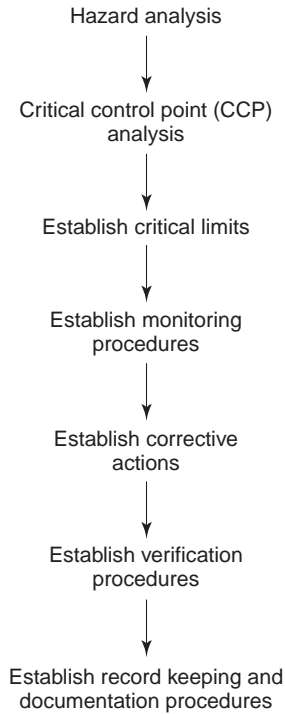 Hazard analysis
Critical control point (CCP)
analysis
Establish critical limits
Establish monitoring
procedures
Establish corrective
actions
Establish verification
procedures
Establish record keeping and
documentation procedures